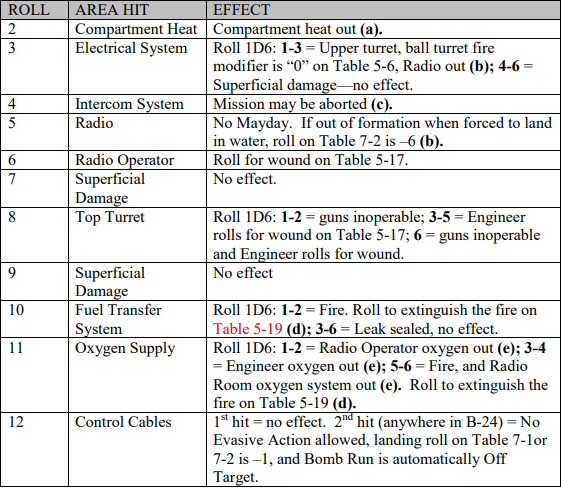 ROLL AREA HIT EFFECT
2 Compartment Heat Compartment heat out (a).
3 Electrical System Roll 1D6: 1-3 = Upper turret, ball turret fire
modifier is “0” on Table 5-6, Radio out (b); 4-6 =
Superficial damage—no effect.
4 Intercom System Mission may be aborted (c).
5 Radio No Mayday.  If out of formation when forced to land
in water, roll on Table 7-2 is –6 (b).
6 Radio Operator Roll for wound on Table 5-17.
7 Superficial No effect.
Damage
8 Top Turret Roll 1D6: 1-2 = guns inoperable; 3-5 = Engineer
rolls for wound on Table 5-17; 6 = guns inoperable
and Engineer rolls for wound.
9 Superficial No effect
Damage
10 Fuel Transfer Roll 1D6: 1-2 = Fire. Roll to extinguish the fire on
System Table 5-19 (d); 3-6 = Leak sealed, no effect.
11 Oxygen Supply Roll 1D6: 1-2 = Radio Operator oxygen out (e); 3-4
= Engineer oxygen out (e); 5-6 = Fire, and Radio
Room oxygen system out (e).  Roll to extinguish the
fire on Table 5-19 (d).
12 Control Cables 1st hit = no effect.  2nd hit (anywhere in B-24) = No
Evasive Action allowed, landing roll on Table 7-1or
7-2 is –1, and Bomb Run is automatically Off
Target.